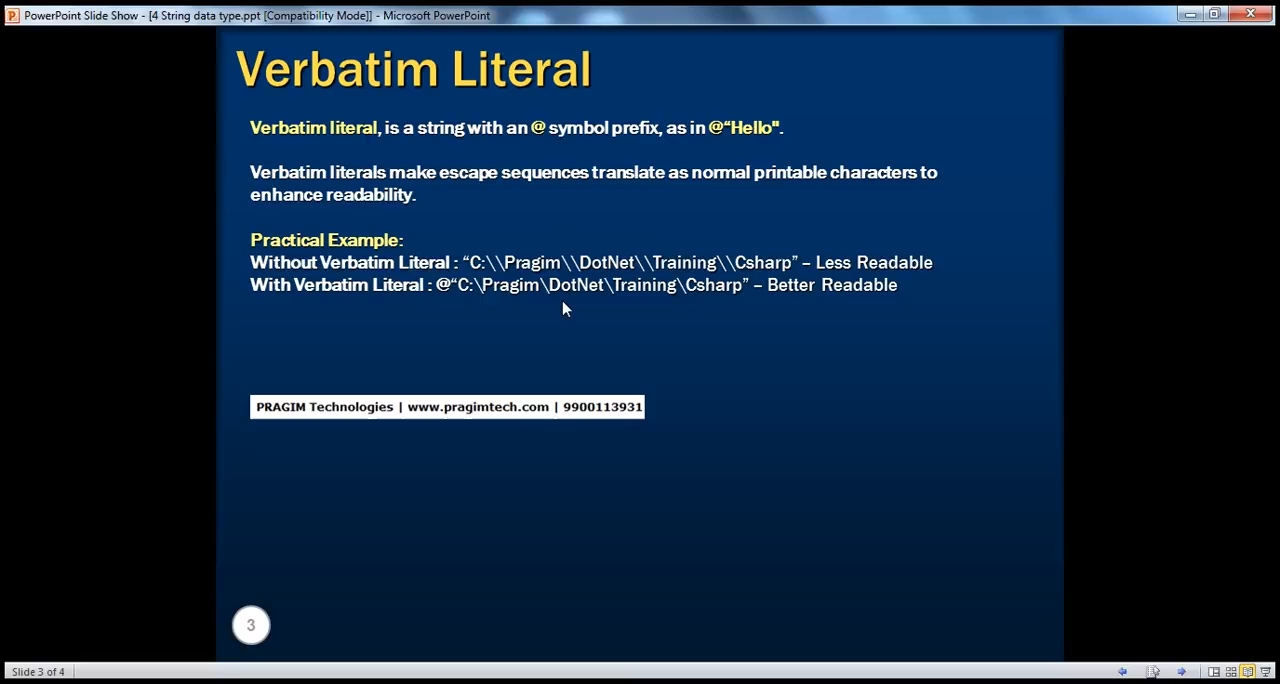 PowerPoint Slide Show - [4 String data type.ppt [Compatibility Mode]] - Microsoft PowerPoint
Verbatim Literal
Verbatim literal, is a string with an @ symbol prefix, as in @“Hello".
Verbatim literals make escape sequences translate as normal printable characters to
enhance readability.
Practical Example:
Without Verbatim Literal : “C:\\Pragim\\DotNet\\Training\\Csharp” – Less Readable
With Verbatim Literal : @“C:\Pragim\DotNet\Training\Csharp” – Better Readable
PRAGIM Technologies | www.pragimtech.com | 9900113931
3
Slide 3 of 4